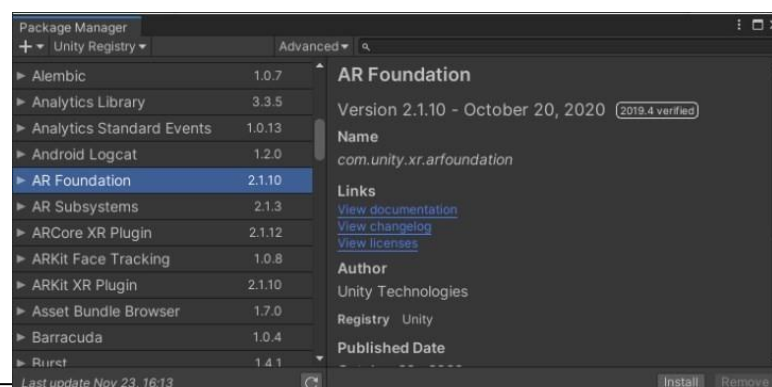 Package Manager
+ Unity Registry Advanced
Alembic 1.0.7
Analytics Library 3.3.5
Analytics Standard Events 1.0.13
Android Logcat 1.2.0
AR Foundation 2.1.10
AR Subsystems 2.1.3
ARCore XR Plugin 2.1.12
ARKit Face Tracking 1.0.8
ARKit XR Plugin 2.1.10
Asset Bundle Browser 1.7.0
Barracuda 1.0.4
Burst 1.4.1
Last update Nov 23, 16:13
AR Foundation
Version 2.1.10 - October 20, 2020 2019.4 verified
Name
com.unity.xr.arfoundation
Links
View documentation
View changelog
View licenses
Author
Unity Technologies
Registry Unity
Published Date
Install Remove